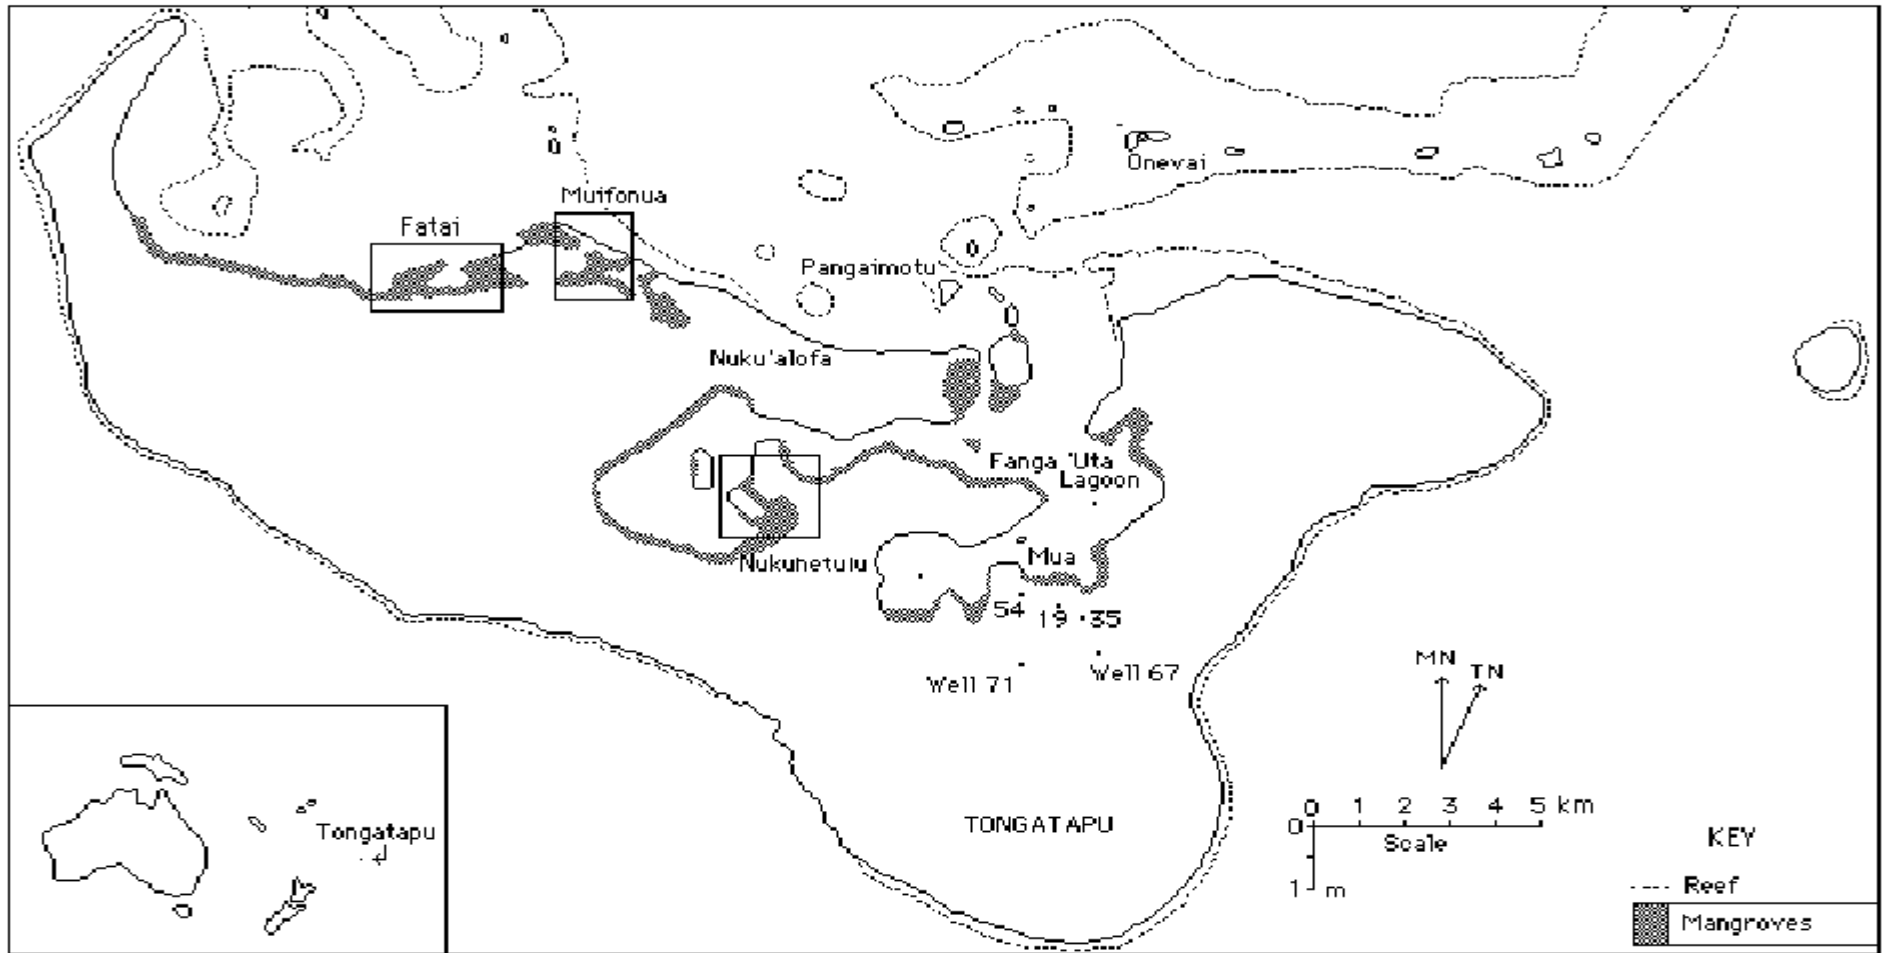 Onevai
Muifonua
Fatai
Pangaimotu
Nuku'alofa
Fanga 'Uta
Lagoon
Nukuhetulu
Mua
54
19
35
Well 71
Well 67
MN
TN
0 1 2 3 4 5 km
0
Scale
1 m
TONGATAPU
KEY
Reef
Mangroves
Tongatapu